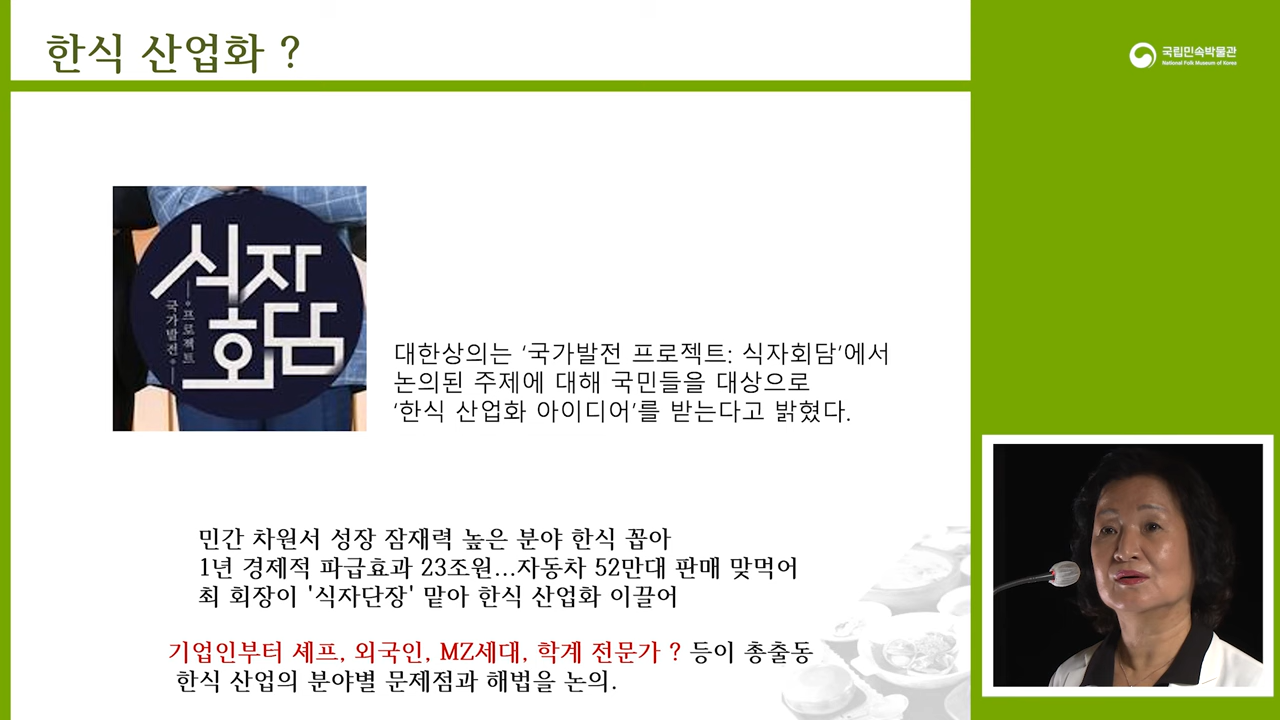 한식 산업화 ?
국립민속박물관
National Folk Museum of Korea
식자
회담
국가발전
프로젝트
대한상의는 ‘국가발전 프로젝트: 식자회담’에서
논의된 주제에 대해 국민들을 대상으로
‘한식 산업화 아이디어’를 받는다고 밝혔다.
민간 차원서 성장 잠재력 높은 분야 한식 꼽아
1년 경제적 파급효과 23조원...자동차 52만대 판매 맞먹어
최 회장이 '식자단장' 맡아 한식 산업화 이끌어
기업인부터 셰프, 외국인, MZ세대, 학계 전문가 ? 등이 총출동
한식 산업의 분야별 문제점과 해법을 논의.